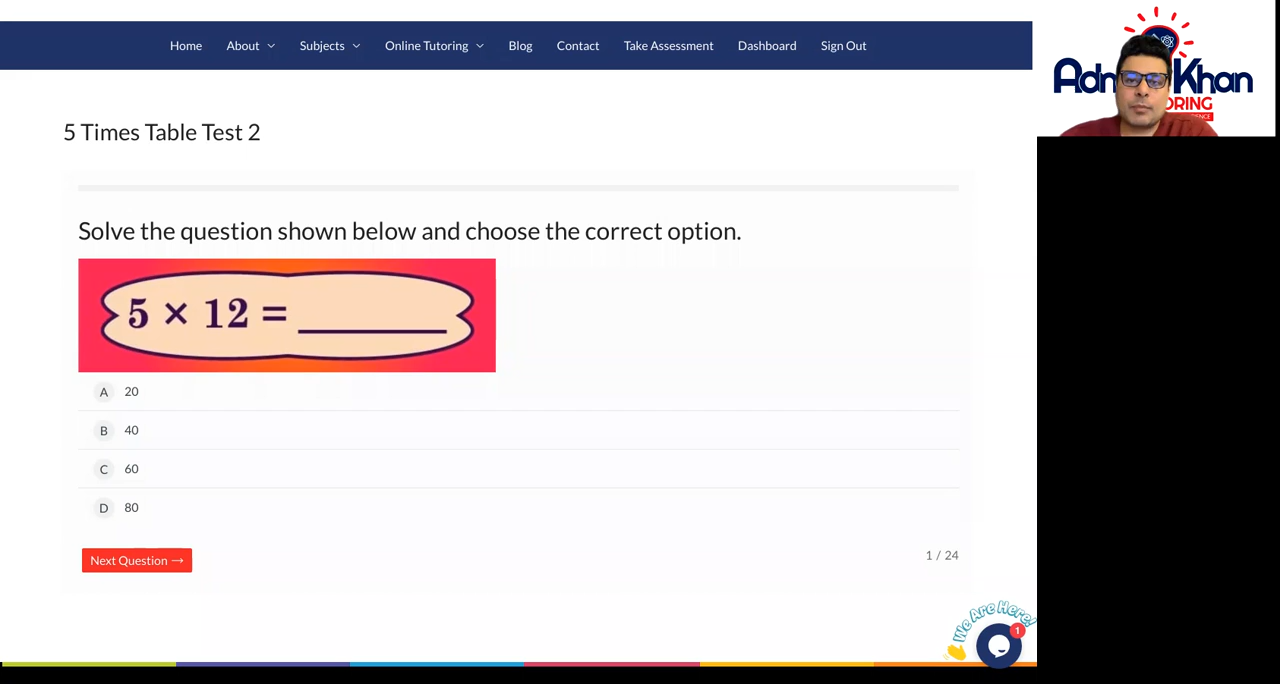 Home About Subjects Online Tutoring Blog Contact Take Assessment Dashboard Sign Out
Khan
5 Times Table Test 2
Solve the question shown below and choose the correct option.
5 × 12 = ________
A 20
B 40
C 60
D 80
Next Question →
1 / 24
We Are Here!
1